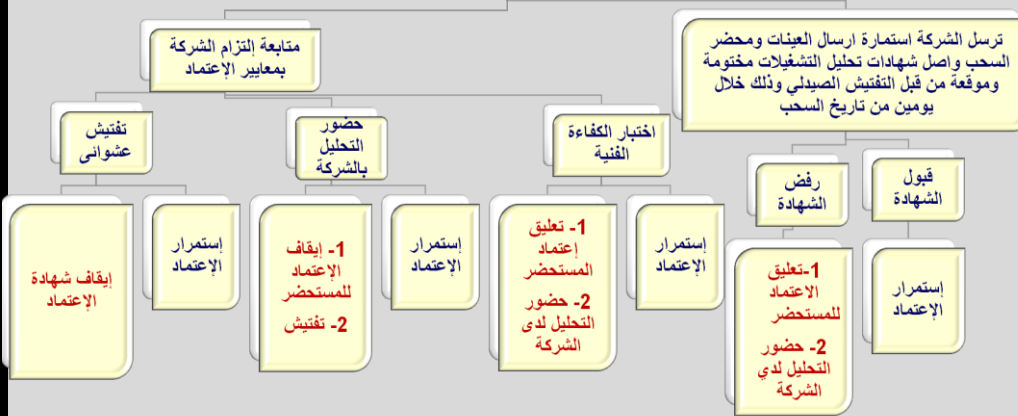 ترسل الشركة استمارة ارسال العينات ومحضر
السحب واصل شهادات تحليل التشغيلات مختومة
وموقعة من قبل التفتيش الصيدلي وذلك خلال
يومين من تاريخ السحب
قبول
الشهادة
إستمرار
الإعتماد
رفض
الشهادة
1-تعليق
الاعتماد
للمستحضر
2- حضور
التحليل لدي
الشركة
متابعة إلتزام الشركة
بمعايير الإعتماد
اختبار الكفاءة
الفنية
إستمرار
الإعتماد
1- تعليق
إعتماد
المستحضر
2- حضور
التحليل لدى
الشركة
حضور
التحليل
بالشركة
إستمرار
الإعتماد
1- إيقاف
الإعتماد
للمستحضر
2- تفتيش
تفتيش
عشوائى
إستمرار
الإعتماد
إيقاف شهادة
الإعتماد